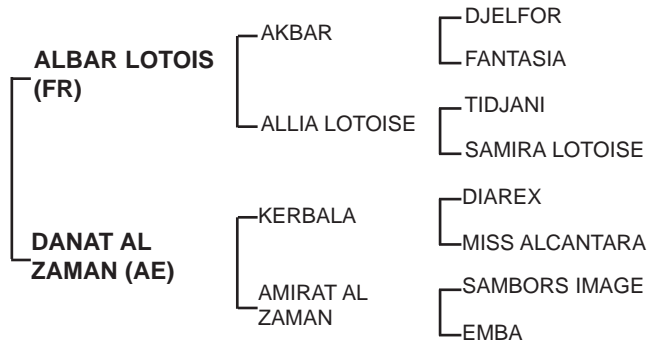 DJELFOR
AKBAR
ALBAR LOTOIS
(FR)
FANTASIA
TIDJANI
ALLIA LOTOISE
SAMIRA LOTOISE
DIAREX
KERBALA
DANAT AL
ZAMAN (AE)
MISS ALCANTARA
SAMBORS IMAGE
AMIRAT AL
ZAMAN
EMBA